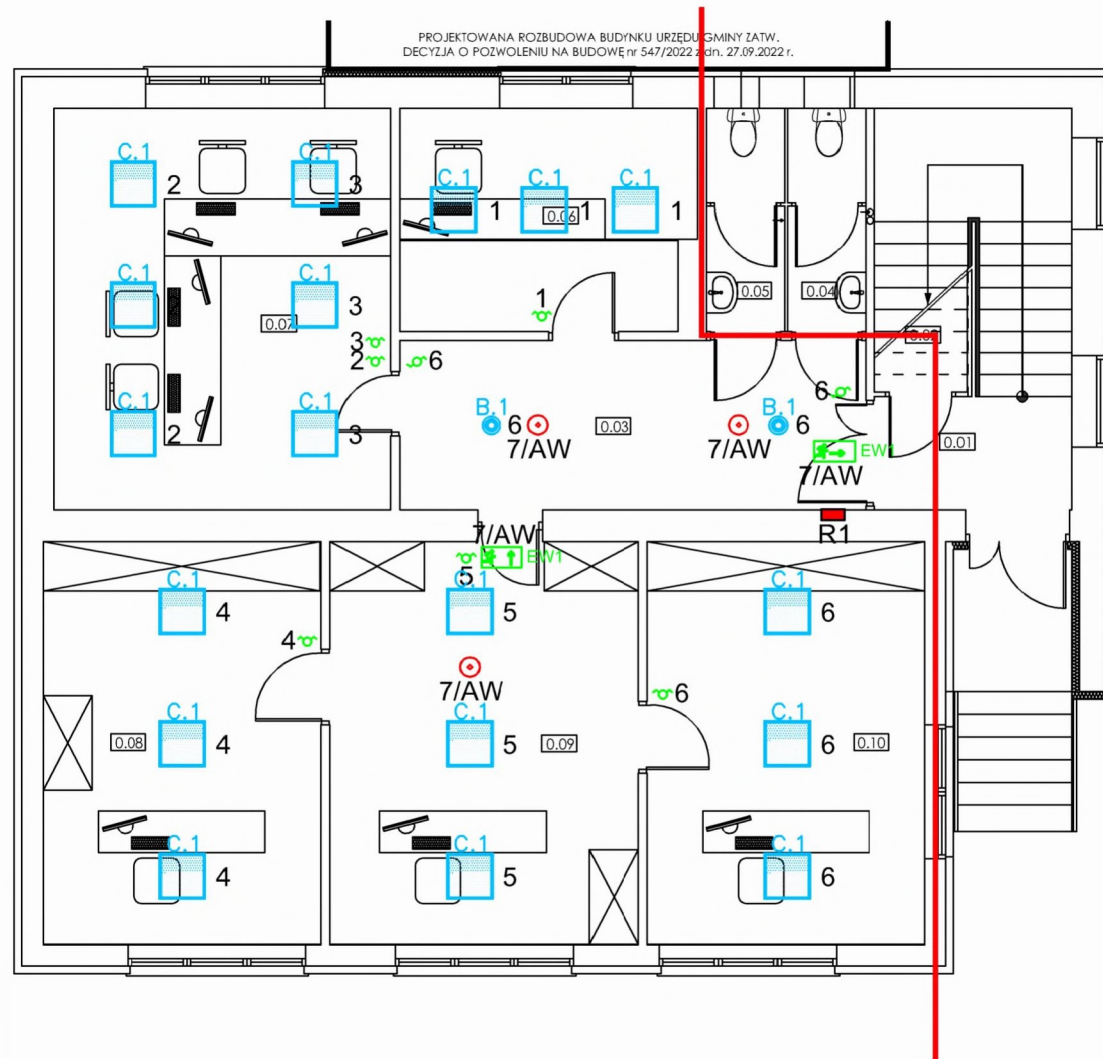 PROJEKTOWANA ROZBUDOWA BUDYNKU URZĘDU GMINY ZATW.
DECYZJA O POZWOLENIU NA BUDOWĘ nr 547/2022 z dn. 27.09.2022 r.
C.1 2
C.1 3
C.1 1
C.1 1
C.1 1
0.06
C.1
C.1 3
0.07
0.05
0.04
1
0.02
3
2
6
6
C.1 2
C.1 3
B.1 6
7/AW
0.03
7/AW
B.1 6
0.01
EW1
7/AW
R1
7/AW
EW1
5
C.1 4
C.1 5
C.1 6
4
7/AW
6
C.1 4
0.08
C.1 5
0.09
C.1 6
0.10
C.1 4
C.1 5
C.1 6